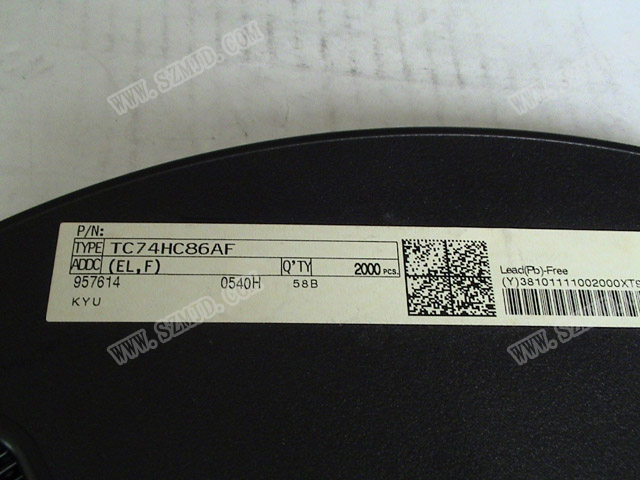 WWW.SZMJD.COM
WWW.SZMJD.COM
P/N:
TYPE TC74HC86AF
ADDC (EL,F) Q'TY 2000 PCS.
957614 0540H 58B
KYU
Lead(Pb)-Free
(Y)38101111002000XT9
WWW.SZMJD.COM
WWW.SZMJD.COM